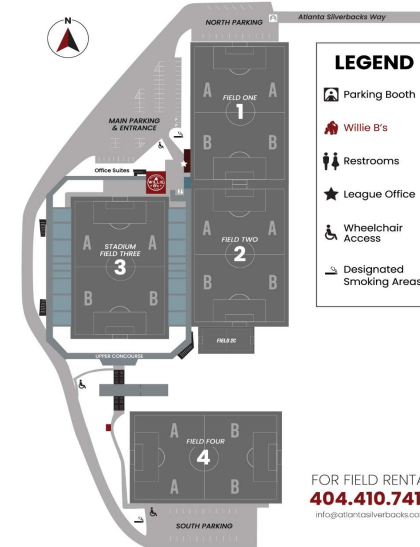 N
NORTH PARKING
Atlanta Silverbacks Way
LEGEND
Parking Booth
Willie B's
Restrooms
League Office
Wheelchair
Access
Designated
Smoking Areas
MAIN PARKING
& ENTRANCE
Office Suites
A A
FIELD ONE
1
B B
A A
FIELD TWO
2
B B
A A
STADIUM
FIELD THREE
3
B B
UPPER CONCOURSE
A B
FIELD FOUR
4
A B
SOUTH PARKING
FOR FIELD RENTA
404.410.741
info@atlantasilverbacks.co